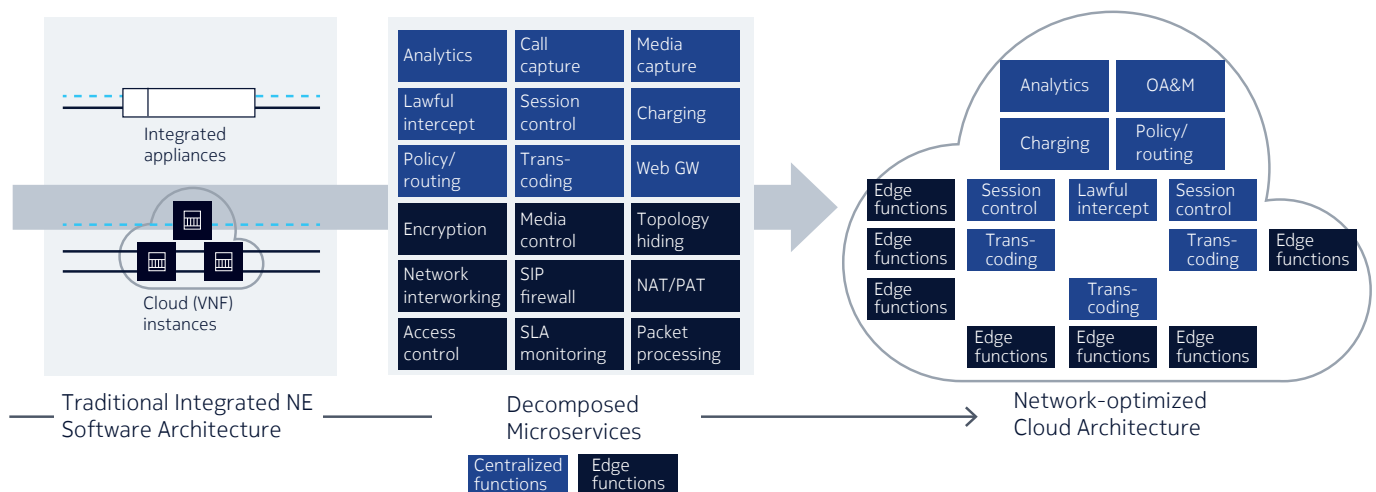 Integrated
appliances
Cloud (VNF)
instances
Traditional Integrated NE
Software Architecture
Analytics
Call
capture
Media
capture
Lawful
intercept
Session
control
Charging
Policy/
routing
Trans-
coding
Web GW
Encryption
Media
control
Topology
hiding
Network
interworking
SIP
firewall
NAT/PAT
Access
control
SLA
monitoring
Packet
processing
Decomposed
Microservices
Centralized
functions
Edge
functions
Analytics
OA&M
Charging
Policy/
routing
Edge
functions
Session
control
Lawful
intercept
Session
control
Edge
functions
Trans-
coding
Trans-
coding
Edge
functions
Edge
functions
Trans-
coding
Edge
functions
Edge
functions
Edge
functions
Network-optimized
Cloud Architecture